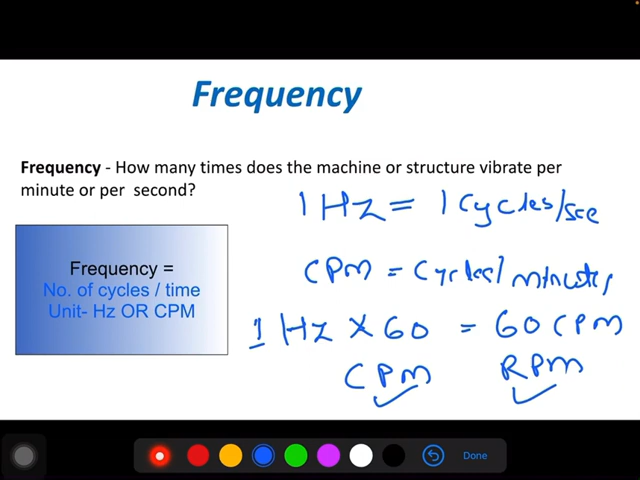 Frequency
Frequency - How many times does the machine or structure vibrate per
minute or per second?
1 Hz = 1 Cycles/sce
Frequency =
No. of cycles / time
Unit- Hz OR CPM
CPM = Cycles/minutes
1 Hz × 60 = 60 CPM
CPM RPM
Done